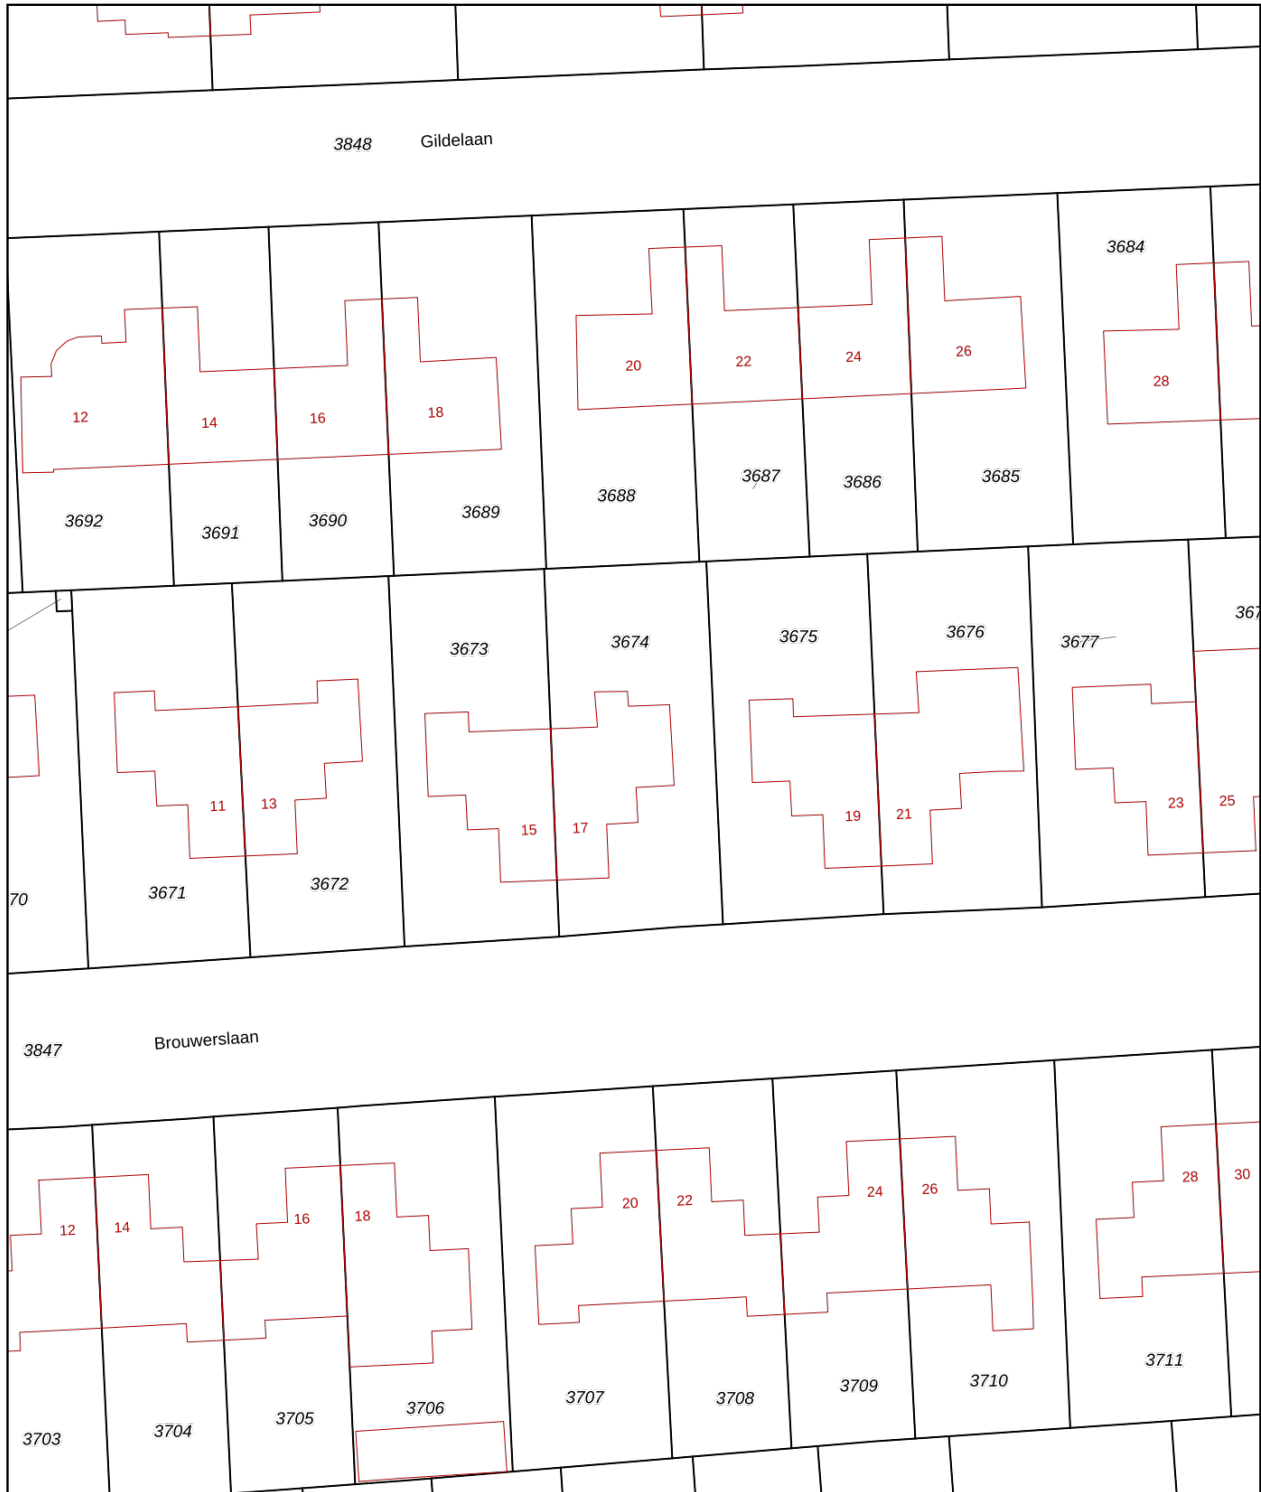 3848 Gildelaan
3684
20 22 24 26
28
12 14 16 18
3688 3687 3686 3685
3692 3691 3690 3689
3673 3674 3675 3676 3677 367
11 13 15 17 19 21 23 25
70 3671 3672
3847 Brouwerslaan
12 14 16 18 20 22 24 26 28 30
3703 3704 3705 3706 3707 3708 3709 3710 3711